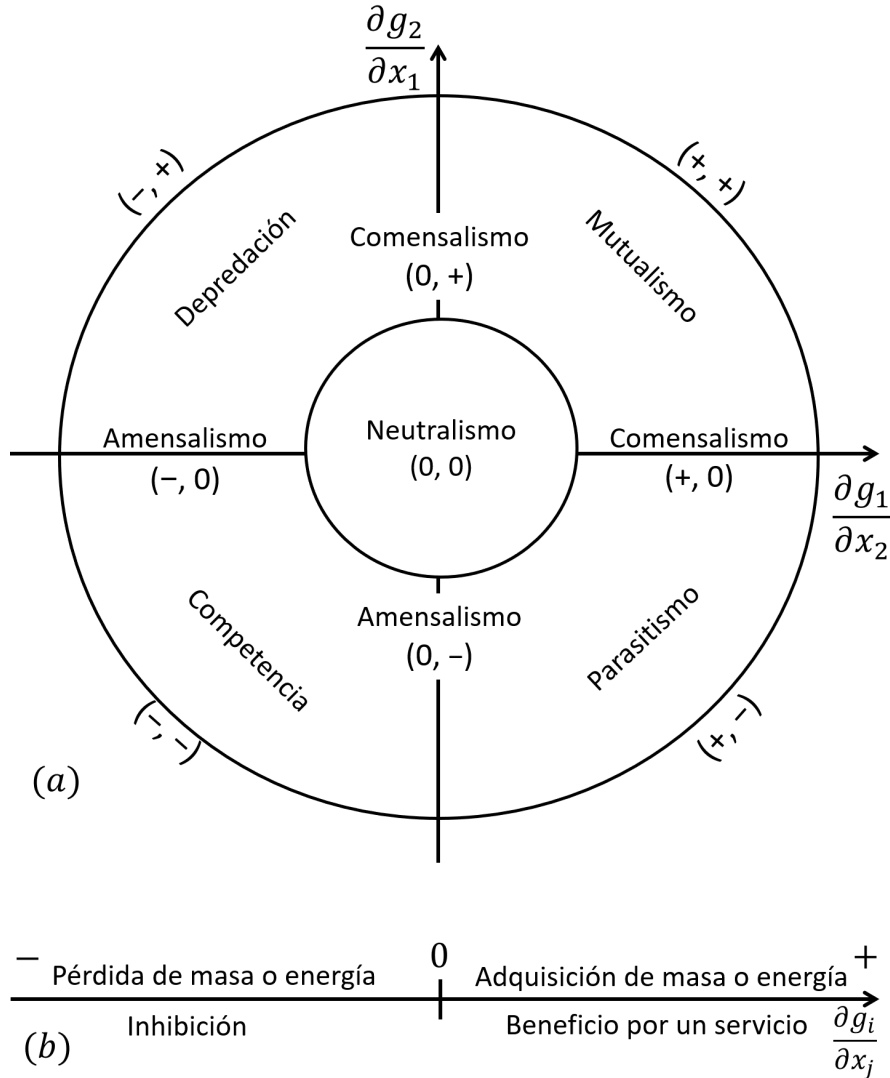 ∂g₂
∂x₁
(−, +)
(+, +)
Depredación
Comensalismo
(0, +)
Mutualismo
Amensalismo
(−, 0)
Neutralismo
(0, 0)
Comensalismo
(+, 0)
∂g₁
∂x₂
Competencia
Amensalismo
(0, −)
Parasitismo
(−, −)
(+, −)
(a)
− 0 +
Pérdida de masa o energía
Adquisición de masa o energía
Inhibición
Beneficio por un servicio
∂gᵢ
∂xⱼ
(b)